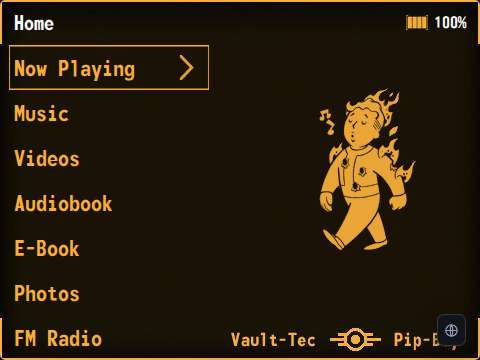 Home
100%
Now Playing
Music
Videos
Audiobook
E-Book
Photos
FM Radio
Vault-Tec